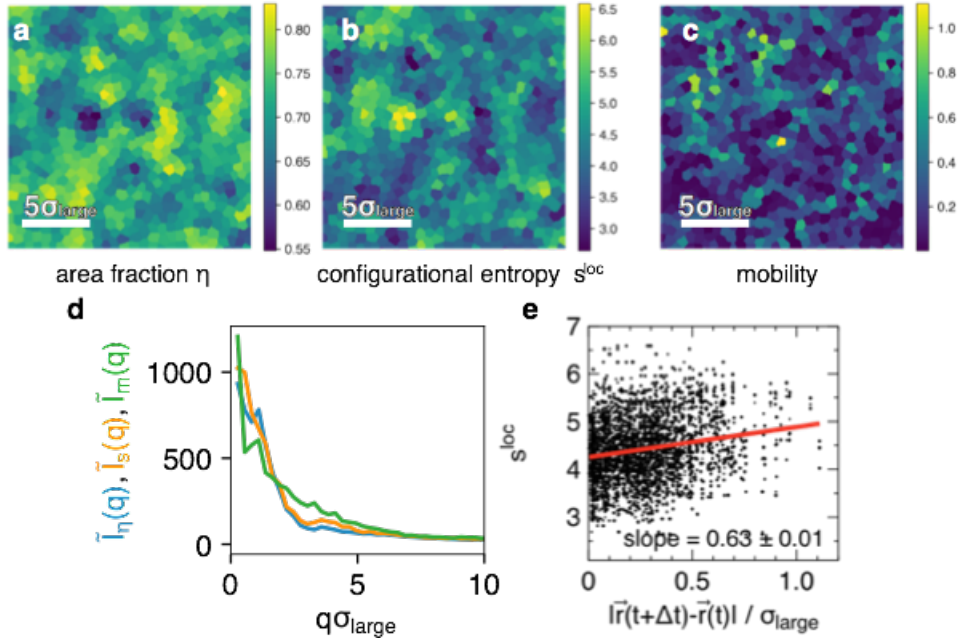 a
0.80
0.75
0.70
0.65
0.60
0.55
5σlarge
area fraction η
b
6.5
6.0
5.5
5.0
4.5
4.0
3.5
3.0
5σlarge
configurational entropy sˡᵒᶜ
c
1.0
0.8
0.6
0.4
0.2
5σlarge
mobility
d
Ĩη(q), Ĩs(q), Ĩm(q)
1000
500
0
0 5 10
qσlarge
e
sˡᵒᶜ
7
6
5
4
3
slope = 0.63 ± 0.01
0 0.5 1.0
|r⃗(t+Δt)-r⃗(t)| / σlarge